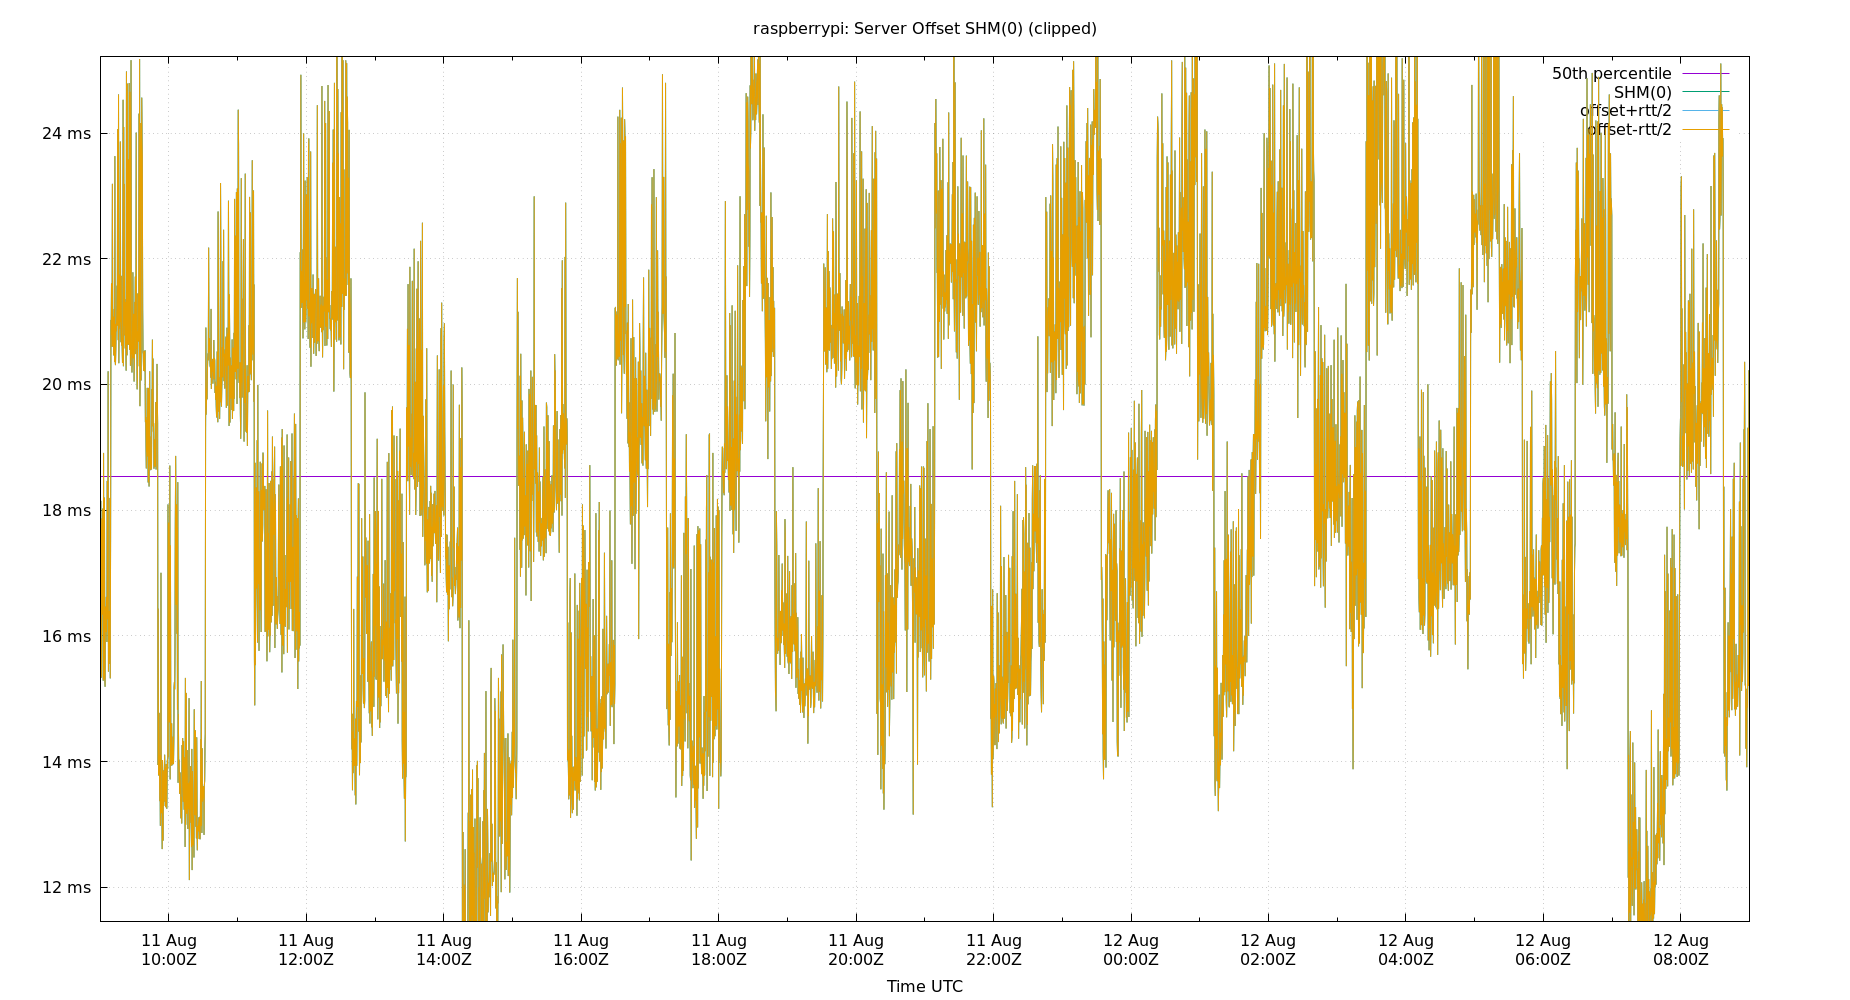 raspberrypi: Server Offset SHM(0) (clipped)
50th percentile
SHM(0)
offset+rtt/2
offset-rtt/2
24 ms
22 ms
20 ms
18 ms
16 ms
14 ms
12 ms
11 Aug 11 Aug 11 Aug 11 Aug 11 Aug 11 Aug 11 Aug 12 Aug 12 Aug 12 Aug 12 Aug 12 Aug
10:00Z 12:00Z 14:00Z 16:00Z 18:00Z 20:00Z 22:00Z 00:00Z 02:00Z 04:00Z 06:00Z 08:00Z
Time UTC